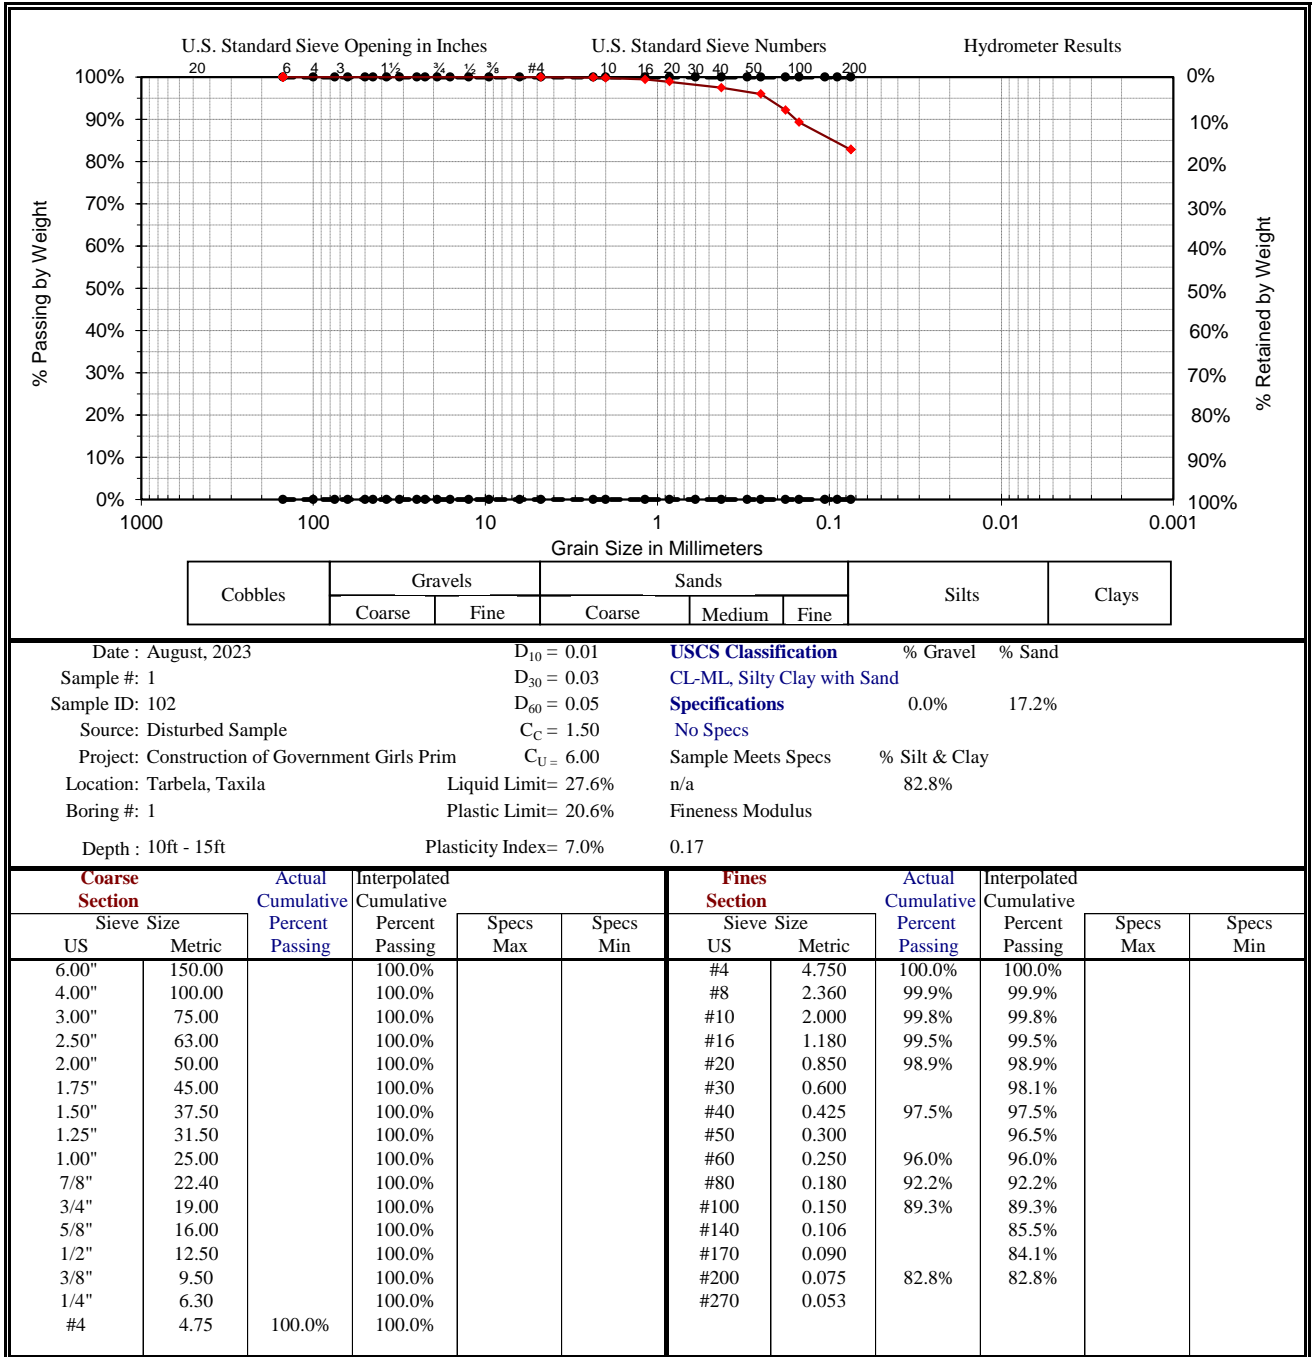 U.S. Standard Sieve Opening in Inches U.S. Standard Sieve Numbers Hydrometer Results
20 6 4 3 1½ ¾ ½ ⅜ #4 10 16 20 30 40 50 100 200
100% 0%
90% 10%
80% 20%
70% 30%
60% 40%
50% 50%
40% 60%
30% 70%
20% 80%
10% 90%
0% 100%
% Passing by Weight
% Retained by Weight
1000 100 10 1 0.1 0.01 0.001
Grain Size in Millimeters
Cobbles Gravels Sands Silts Clays
Coarse Fine Coarse Medium Fine
Date : August, 2023 D10 = 0.01 USCS Classification % Gravel % Sand
Sample #: 1 D30 = 0.03 CL-ML, Silty Clay with Sand
Sample ID: 102 D60 = 0.05 Specifications 0.0% 17.2%
Source: Disturbed Sample CC = 1.50 No Specs
Project: Construction of Government Girls Prim CU = 6.00 Sample Meets Specs % Silt & Clay
Location: Tarbela, Taxila Liquid Limit= 27.6% n/a 82.8%
Boring #: 1 Plastic Limit= 20.6% Fineness Modulus
Depth : 10ft - 15ft Plasticity Index= 7.0% 0.17
Coarse Actual Interpolated Fines Actual Interpolated
Section Cumulative Cumulative Section Cumulative Cumulative
Sieve Size Percent Percent Specs Specs Sieve Size Percent Percent Specs Specs
US Metric Passing Passing Max Min US Metric Passing Passing Max Min
6.00" 150.00 100.0% #4 4.750 100.0% 100.0%
4.00" 100.00 100.0% #8 2.360 99.9% 99.9%
3.00" 75.00 100.0% #10 2.000 99.8% 99.8%
2.50" 63.00 100.0% #16 1.180 99.5% 99.5%
2.00" 50.00 100.0% #20 0.850 98.9% 98.9%
1.75" 45.00 100.0% #30 0.600 98.1%
1.50" 37.50 100.0% #40 0.425 97.5% 97.5%
1.25" 31.50 100.0% #50 0.300 96.5%
1.00" 25.00 100.0% #60 0.250 96.0% 96.0%
7/8" 22.40 100.0% #80 0.180 92.2% 92.2%
3/4" 19.00 100.0% #100 0.150 89.3% 89.3%
5/8" 16.00 100.0% #140 0.106 85.5%
1/2" 12.50 100.0% #170 0.090 84.1%
3/8" 9.50 100.0% #200 0.075 82.8% 82.8%
1/4" 6.30 100.0% #270 0.053
#4 4.75 100.0% 100.0%